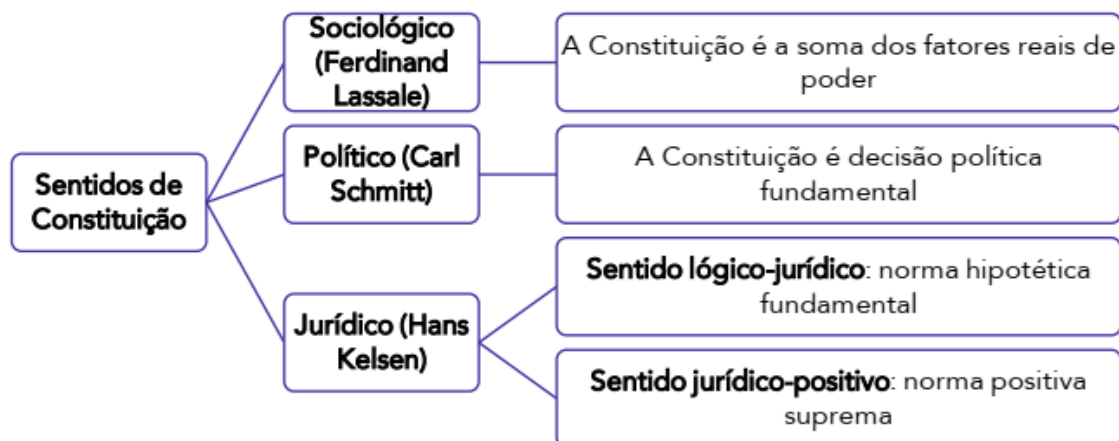 Sentidos de
Constituição
Sociológico
(Ferdinand
Lassale)
A Constituição é a soma dos fatores reais de
poder
Político (Carl
Schmitt)
A Constituição é decisão política
fundamental
Jurídico (Hans
Kelsen)
Sentido lógico-jurídico: norma hipotética
fundamental
Sentido jurídico-positivo: norma positiva
suprema